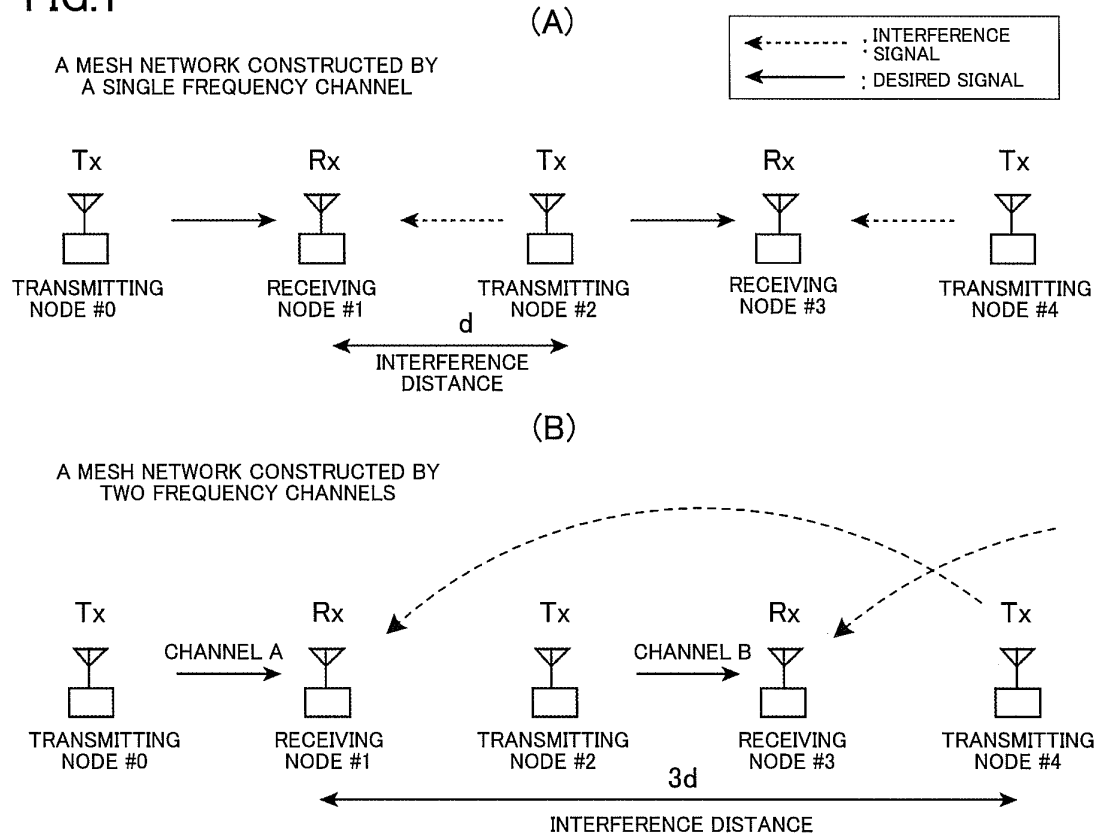 FIG.1
(A)
: INTERFERENCE
SIGNAL
: DESIRED SIGNAL
A MESH NETWORK CONSTRUCTED BY
A SINGLE FREQUENCY CHANNEL
Tx Rx Tx Rx Tx
TRANSMITTING NODE #0
RECEIVING NODE #1
TRANSMITTING NODE #2
RECEIVING NODE #3
TRANSMITTING NODE #4
d
INTERFERENCE
DISTANCE
(B)
A MESH NETWORK CONSTRUCTED BY
TWO FREQUENCY CHANNELS
Tx Rx Tx Rx Tx
CHANNEL A CHANNEL B
TRANSMITTING NODE #0
RECEIVING NODE #1
TRANSMITTING NODE #2
RECEIVING NODE #3
TRANSMITTING NODE #4
3d
INTERFERENCE DISTANCE